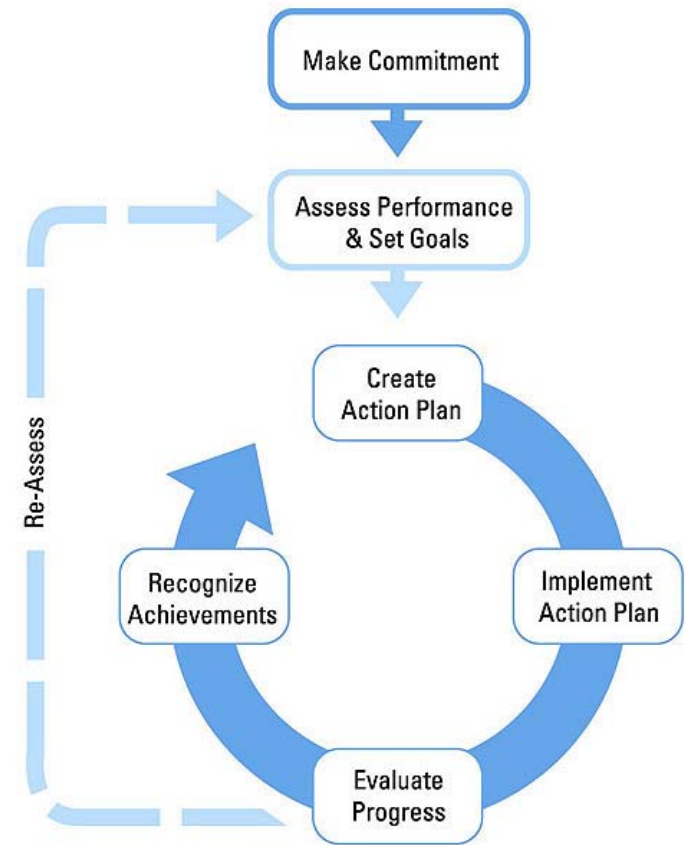 Make Commitment
Assess Performance
& Set Goals
Create
Action Plan
Re-Assess
Recognize
Achievements
Implement
Action Plan
Evaluate
Progress